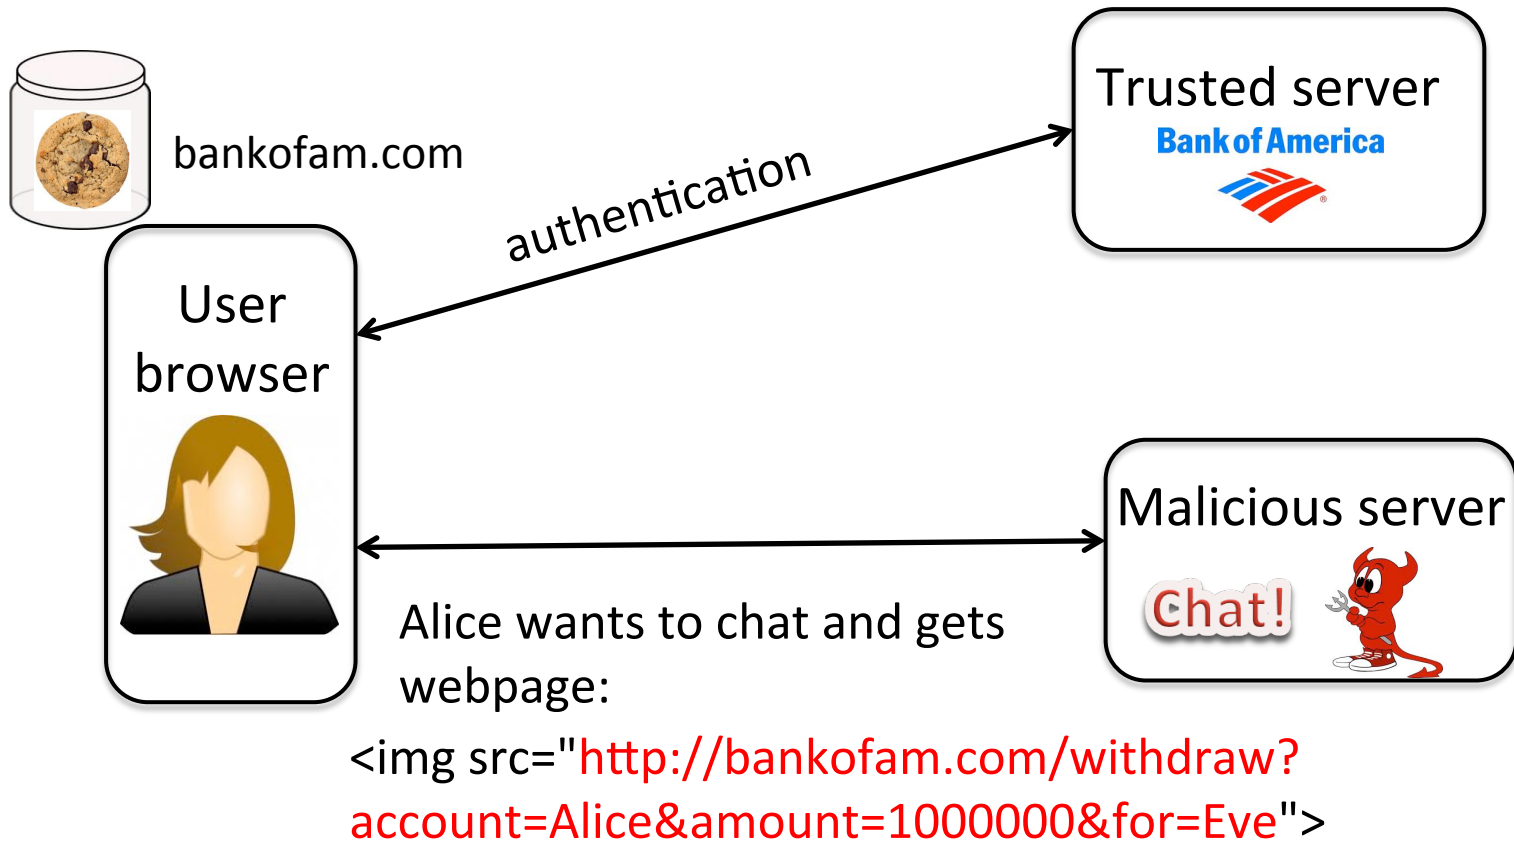 bankofam.com
Trusted server
Bank of America
®
authentication
User
browser
Malicious server
Chat!
Alice wants to chat and gets
webpage:
<img src="http://bankofam.com/withdraw?
account=Alice&amount=1000000&for=Eve">